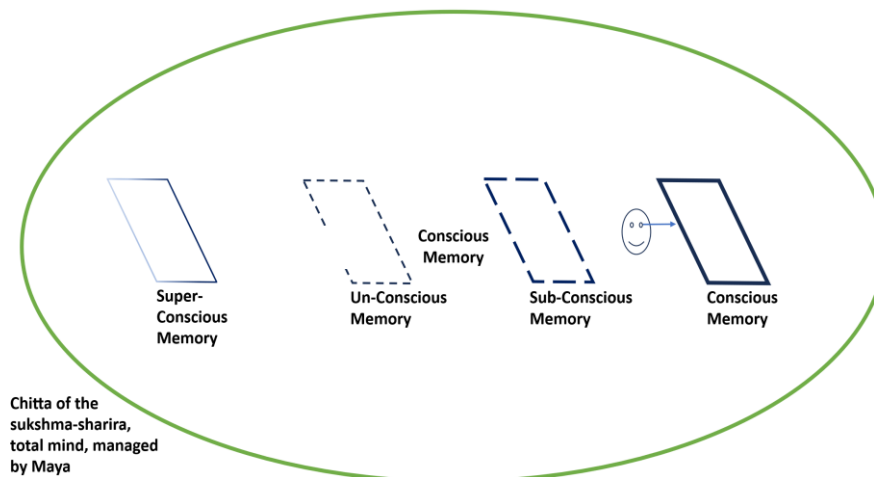 Conscious
Memory
Super-
Conscious
Memory
Un-Conscious
Memory
Sub-Conscious
Memory
Conscious
Memory
Chitta of the
sukshma-sharira,
total mind, managed
by Maya